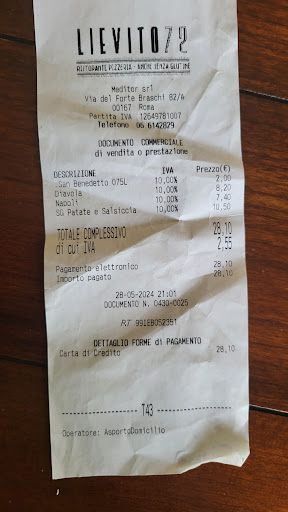 LIEVITO72
RISTORANTE PIZZERIA - ANCHE SENZA GLUTINE
Meditor srl
Via del Forte Braschi 82/A
00167 Roma
Partita IVA 12649781007
Telefono 06 6142829
DOCUMENTO COMMERCIALE
di vendita o prestazione
DESCRIZIONE IVA Prezzo(€)
.San Benedetto 075L 10,00% 2,00
Diavola 10,00% 8,20
Napoli 10,00% 7,40
SG Patate e Salsiccia 10,00% 10,50
TOTALE COMPLESSIVO 28,10
di cui IVA 2,55
Pagamento elettronico 28,10
Importo pagato 28,10
28-05-2024 21:01
DOCUMENTO N. 0430-0025
RT 99IEB052351
DETTAGLIO FORME di PAGAMENTO
Carta di Credito 28,10
T43
Operatore: AsportoDomicilio